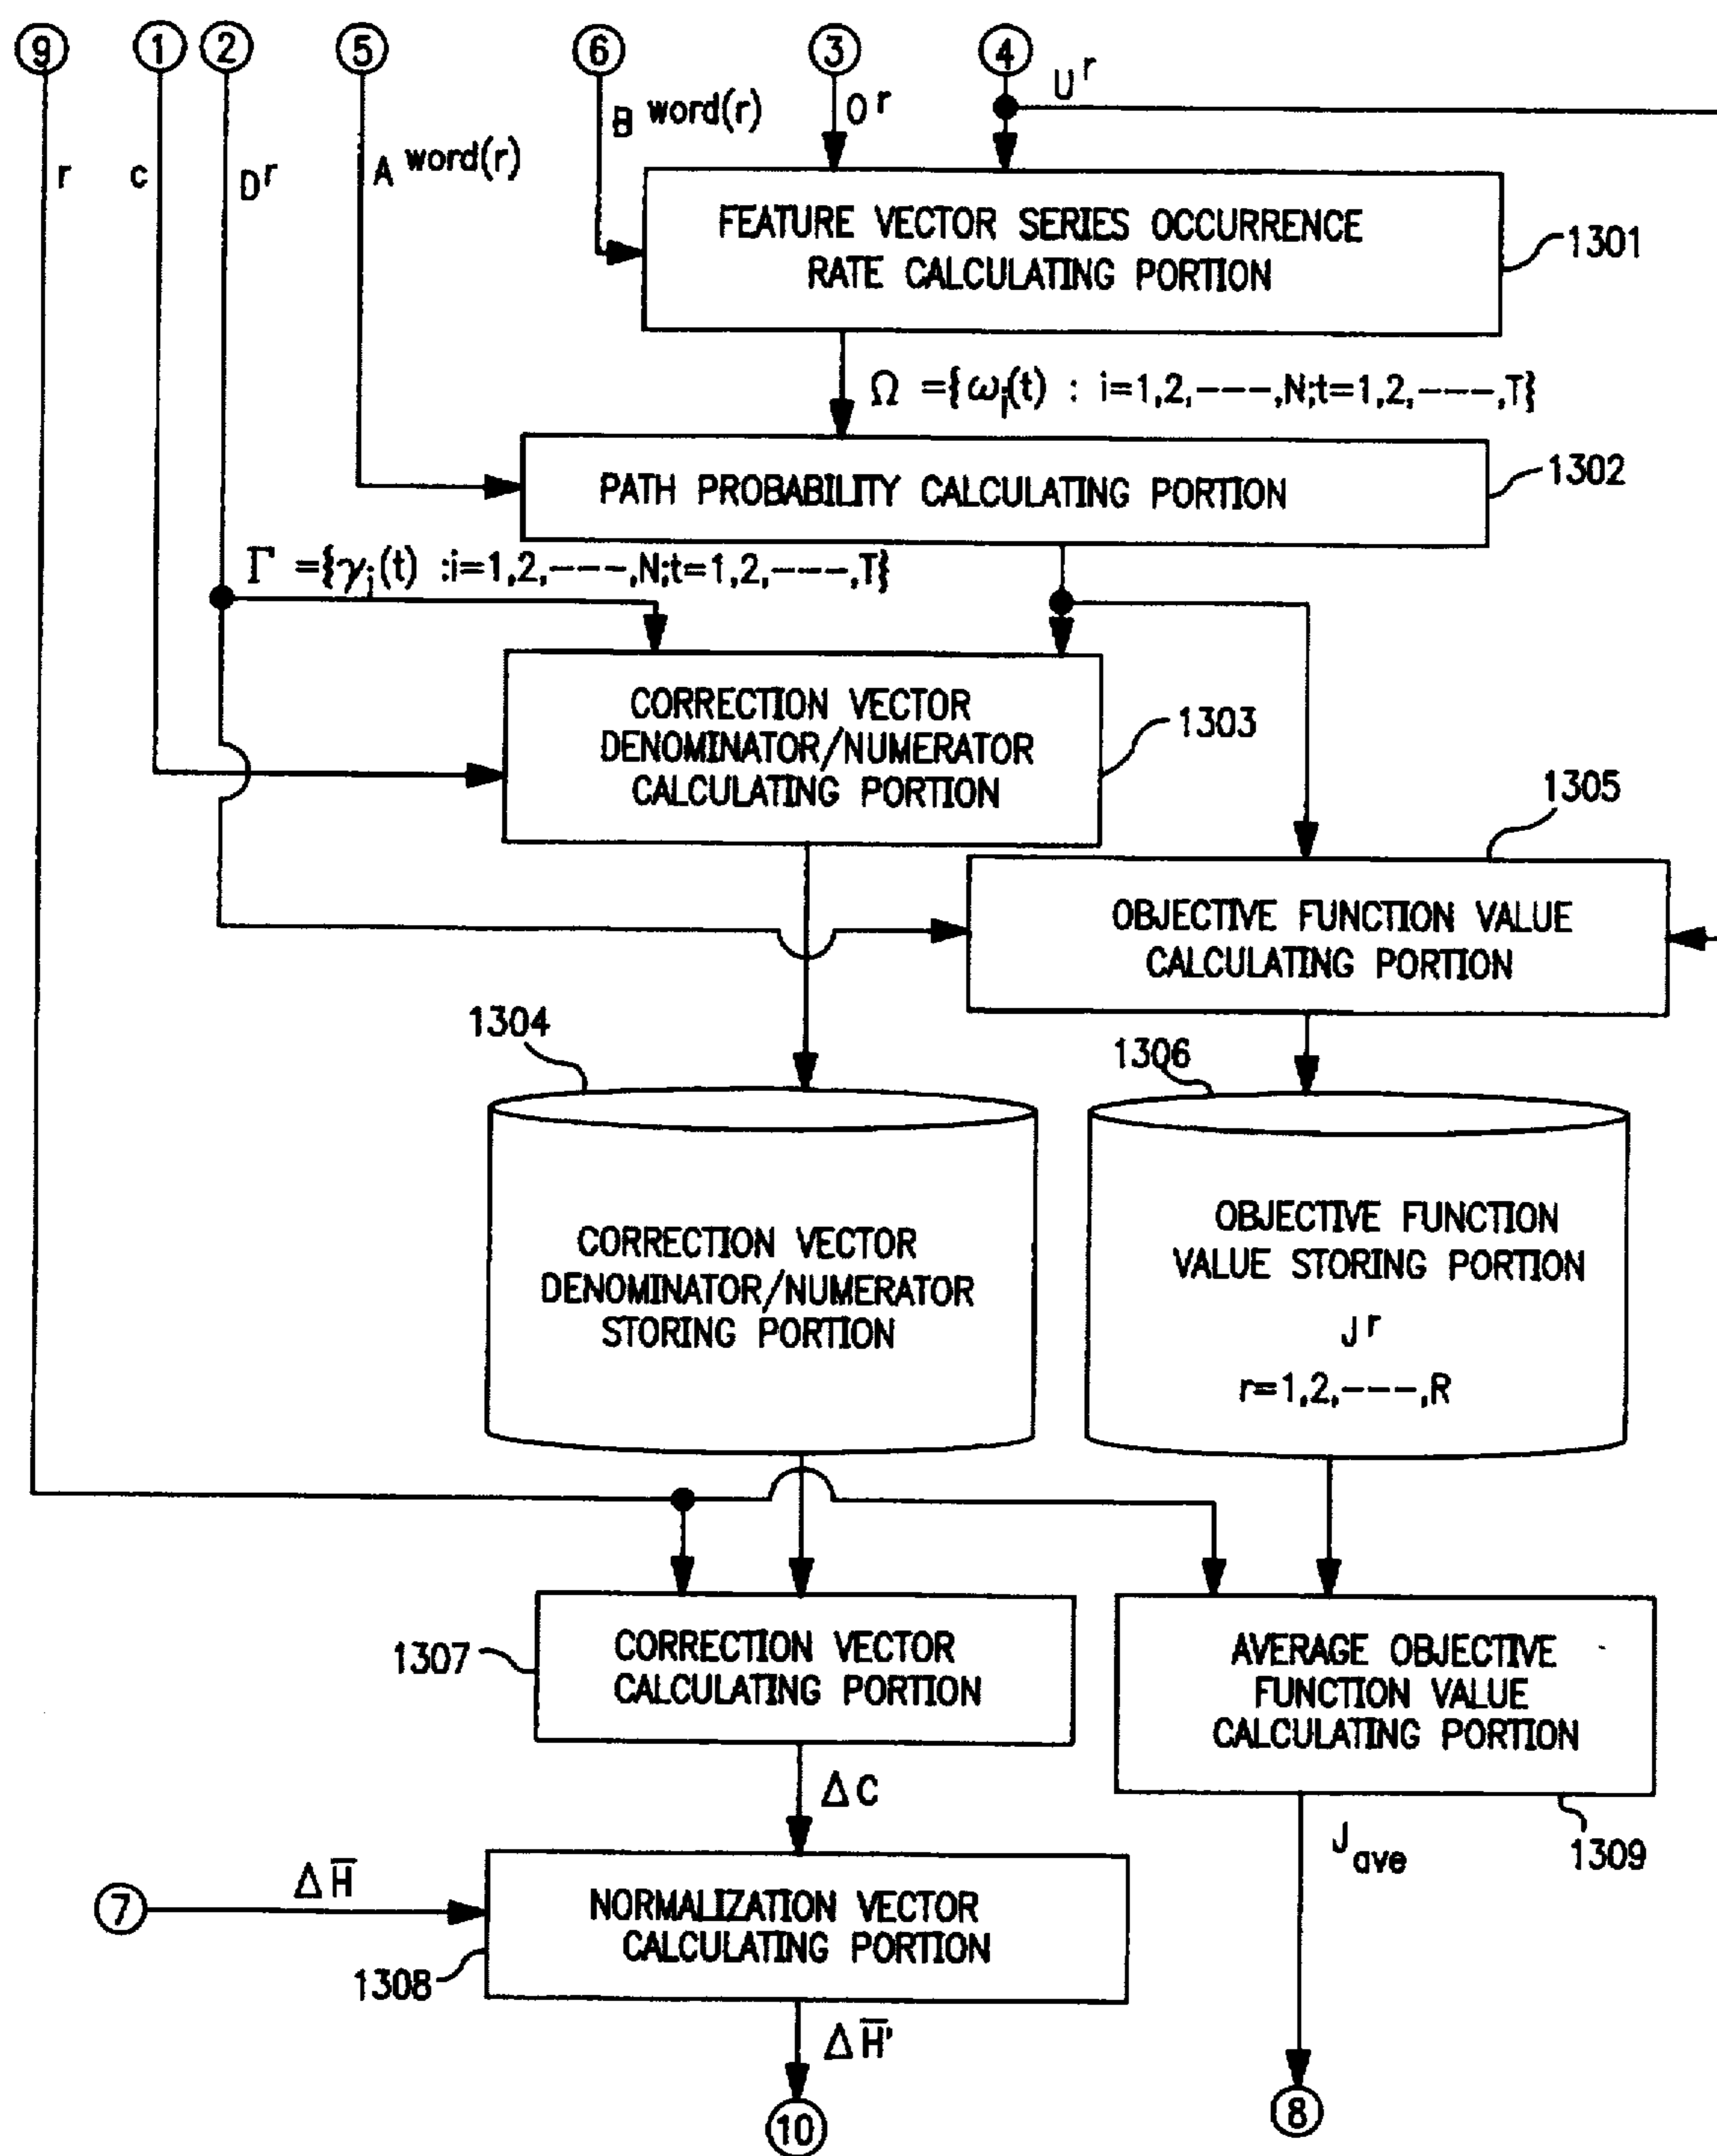 9 1 2 5 6 3 4
r
c
D^r
A^word(r)
B^word(r)
O^r
U^r
FEATURE VECTOR SERIES OCCURRENCE
RATE CALCULATING PORTION
1301
Ω ={ω_i(t) : i=1,2,---,N;t=1,2,---,T}
PATH PROBABILITY CALCULATING PORTION
1302
Γ ={γ_i(t) :i=1,2,---,N;t=1,2,---,T}
CORRECTION VECTOR
DENOMINATOR/NUMERATOR
CALCULATING PORTION
1303
1305
OBJECTIVE FUNCTION VALUE
CALCULATING PORTION
1304
CORRECTION VECTOR
DENOMINATOR/NUMERATOR
STORING PORTION
1306
OBJECTIVE FUNCTION
VALUE STORING PORTION
J^r
r=1,2,---,R
1307
CORRECTION VECTOR
CALCULATING PORTION
AVERAGE OBJECTIVE
FUNCTION VALUE
CALCULATING PORTION
1309
ΔC
J_ave
7
ΔH̅
NORMALIZATION VECTOR
CALCULATING PORTION
1308
ΔH̅'
10
8